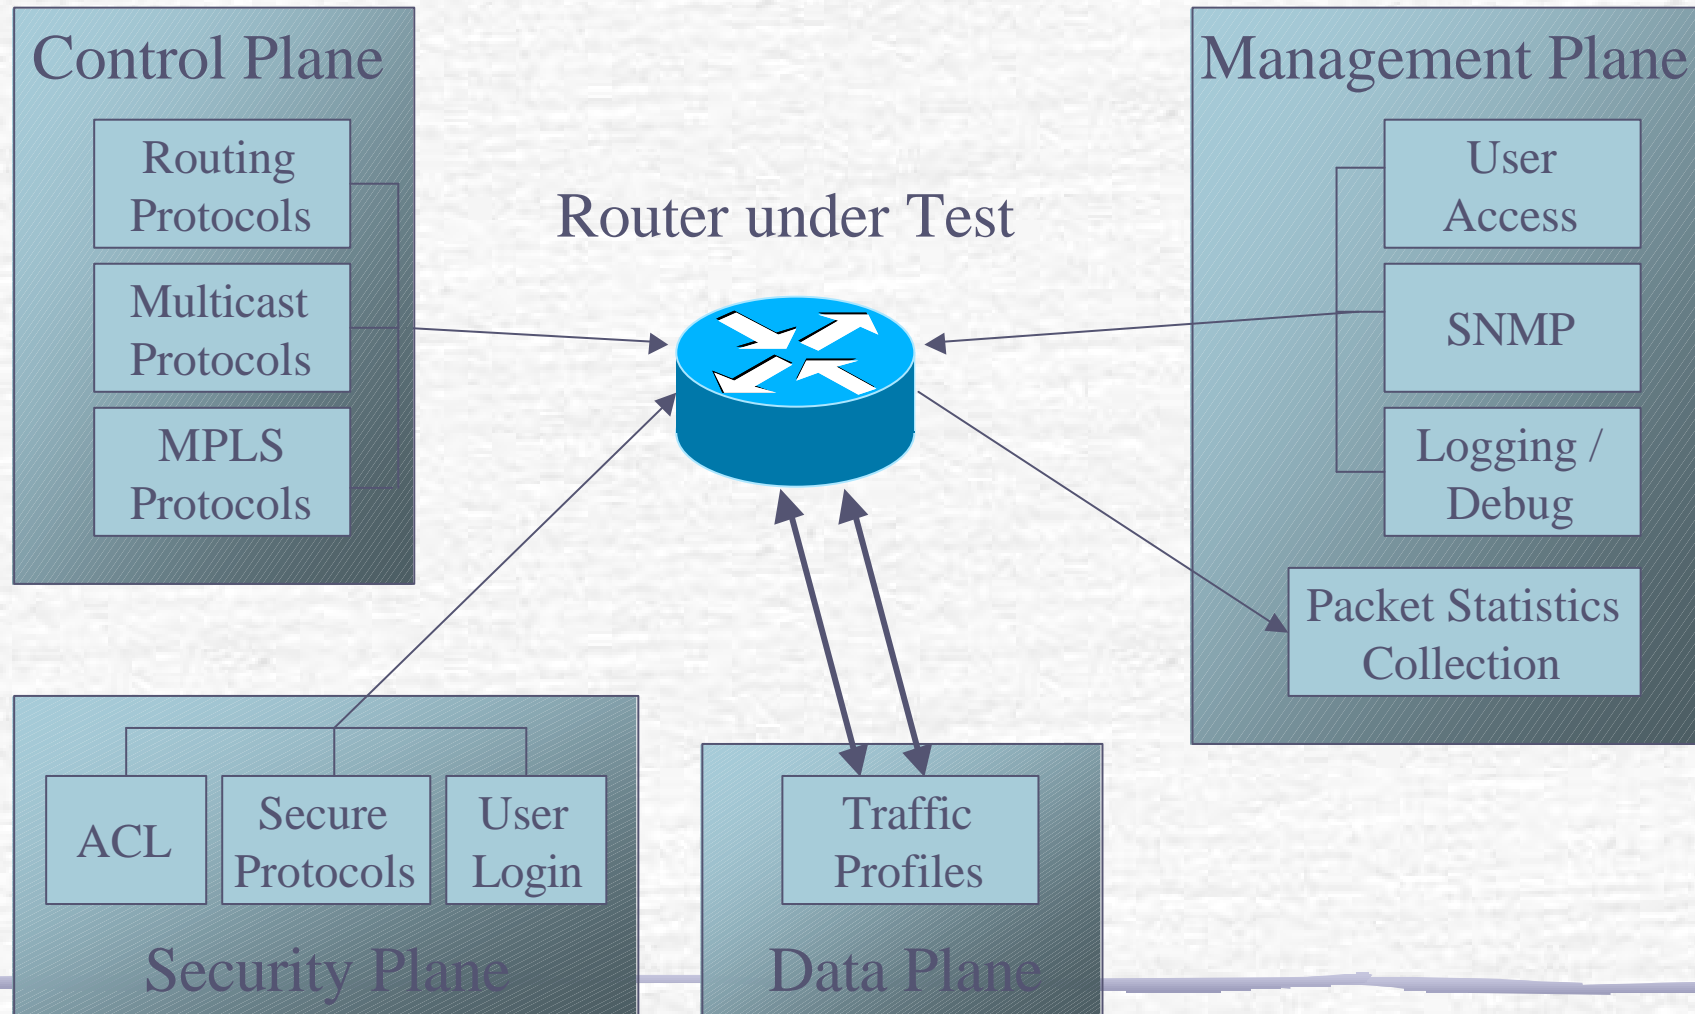 Control Plane
Routing
Protocols
Multicast
Protocols
MPLS
Protocols
Router under Test
Management Plane
User
Access
SNMP
Logging /
Debug
Packet Statistics
Collection
ACL
Secure
Protocols
User
Login
Security Plane
Traffic
Profiles
Data Plane